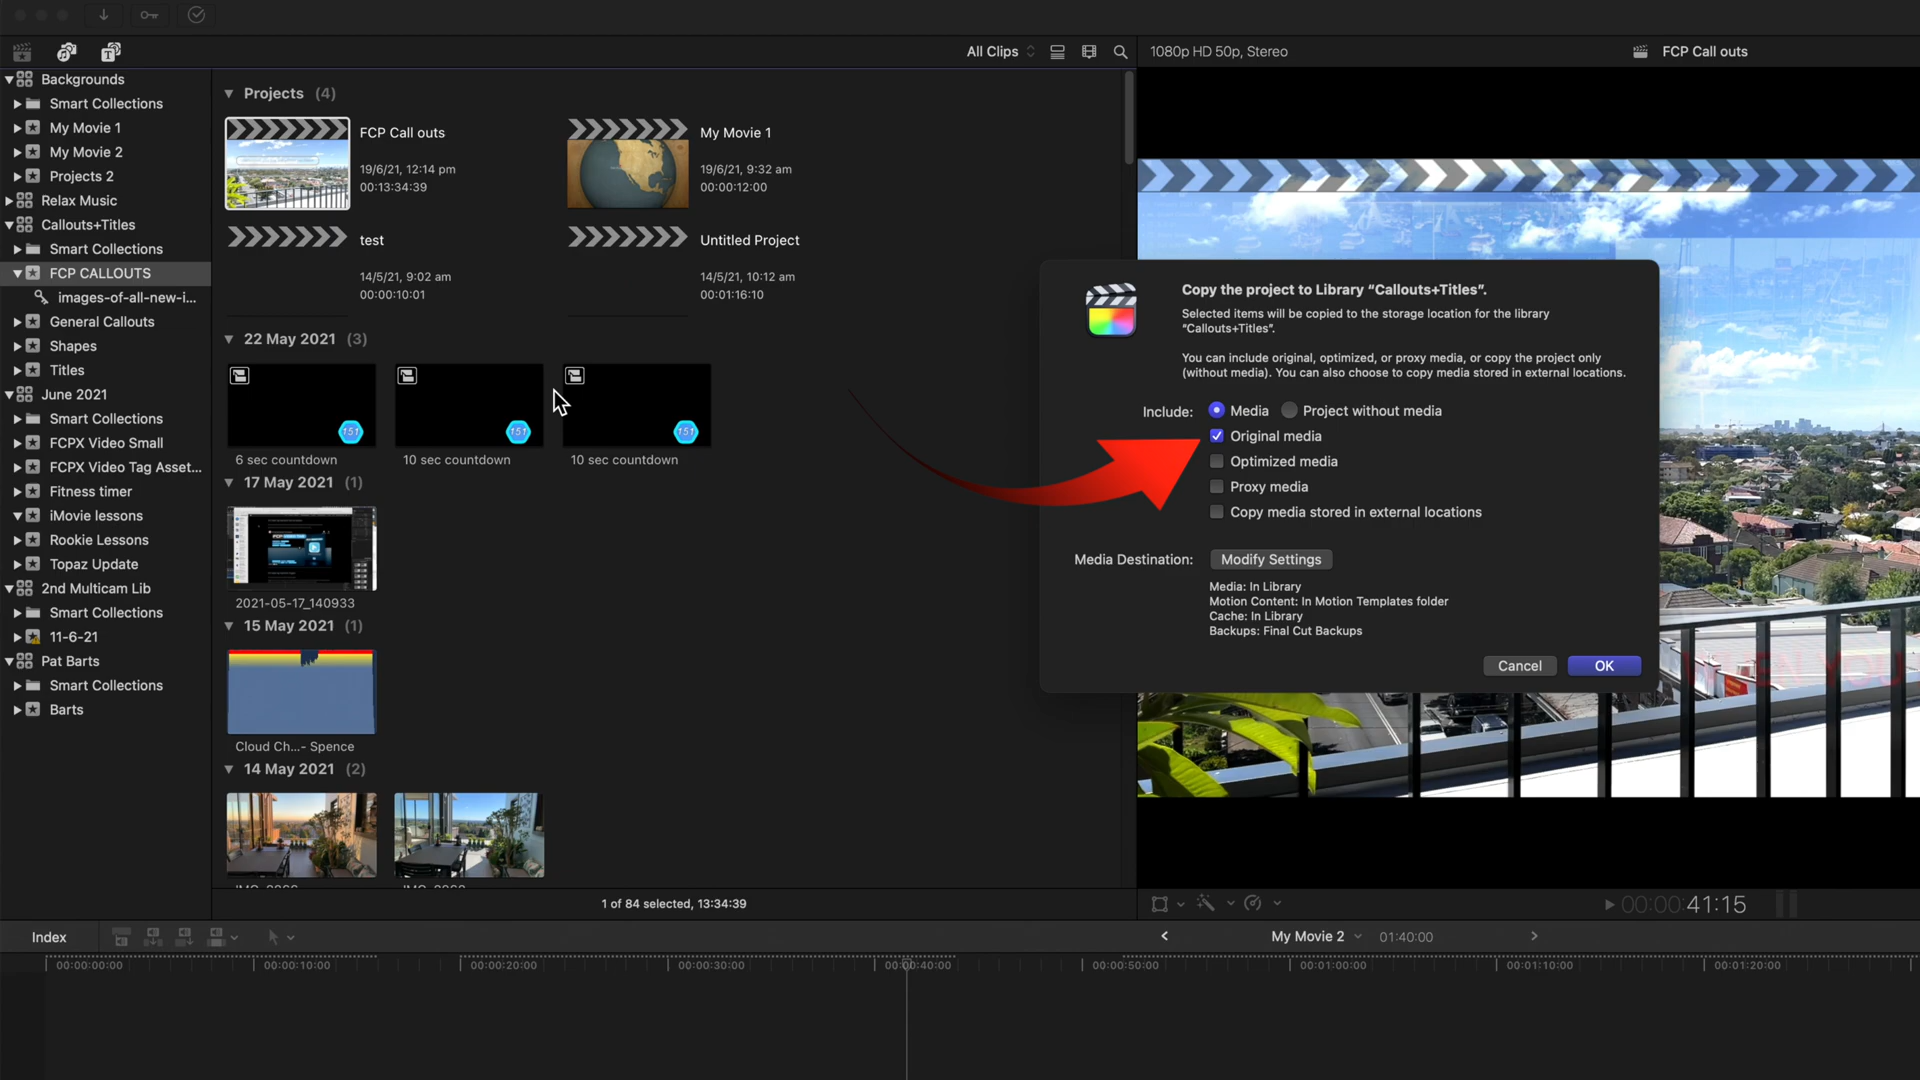 All Clips
1080p HD 50p, Stereo
FCP Call outs
Backgrounds
Smart Collections
My Movie 1
My Movie 2
Projects 2
Relax Music
Callouts+Titles
Smart Collections
FCP CALLOUTS
images-of-all-new-i...
General Callouts
Shapes
Titles
June 2021
Smart Collections
FCPX Video Small
FCPX Video Tag Asset...
Fitness timer
iMovie lessons
Rookie Lessons
Topaz Update
2nd Multicam Lib
Smart Collections
11-6-21
Pat Barts
Smart Collections
Barts
Projects (4)
FCP Call outs
19/6/21, 12:14 pm
00:13:34:39
My Movie 1
19/6/21, 9:32 am
00:00:12:00
test
14/5/21, 9:02 am
00:00:10:01
Untitled Project
14/5/21, 10:12 am
00:01:16:10
22 May 2021 (3)
151
151
151
6 sec countdown
10 sec countdown
10 sec countdown
17 May 2021 (1)
2021-05-17_140933
15 May 2021 (1)
Cloud Ch...- Spence
14 May 2021 (2)
1 of 84 selected, 13:34:39
Copy the project to Library “Callouts+Titles”.
Selected items will be copied to the storage location for the library
“Callouts+Titles”.
You can include original, optimized, or proxy media, or copy the project only
(without media). You can also choose to copy media stored in external locations.
Include: Media Project without media
Original media
Optimized media
Proxy media
Copy media stored in external locations
Media Destination: Modify Settings
Media: In Library
Motion Content: In Motion Templates folder
Cache: In Library
Backups: Final Cut Backups
Cancel OK
YOU
00:00:41:15
Index
My Movie 2 01:40:00
00:00:00:00 00:00:10:00 00:00:20:00 00:00:30:00 00:00:40:00 00:00:50:00 00:01:00:00 00:01:10:00 00:01:20:00